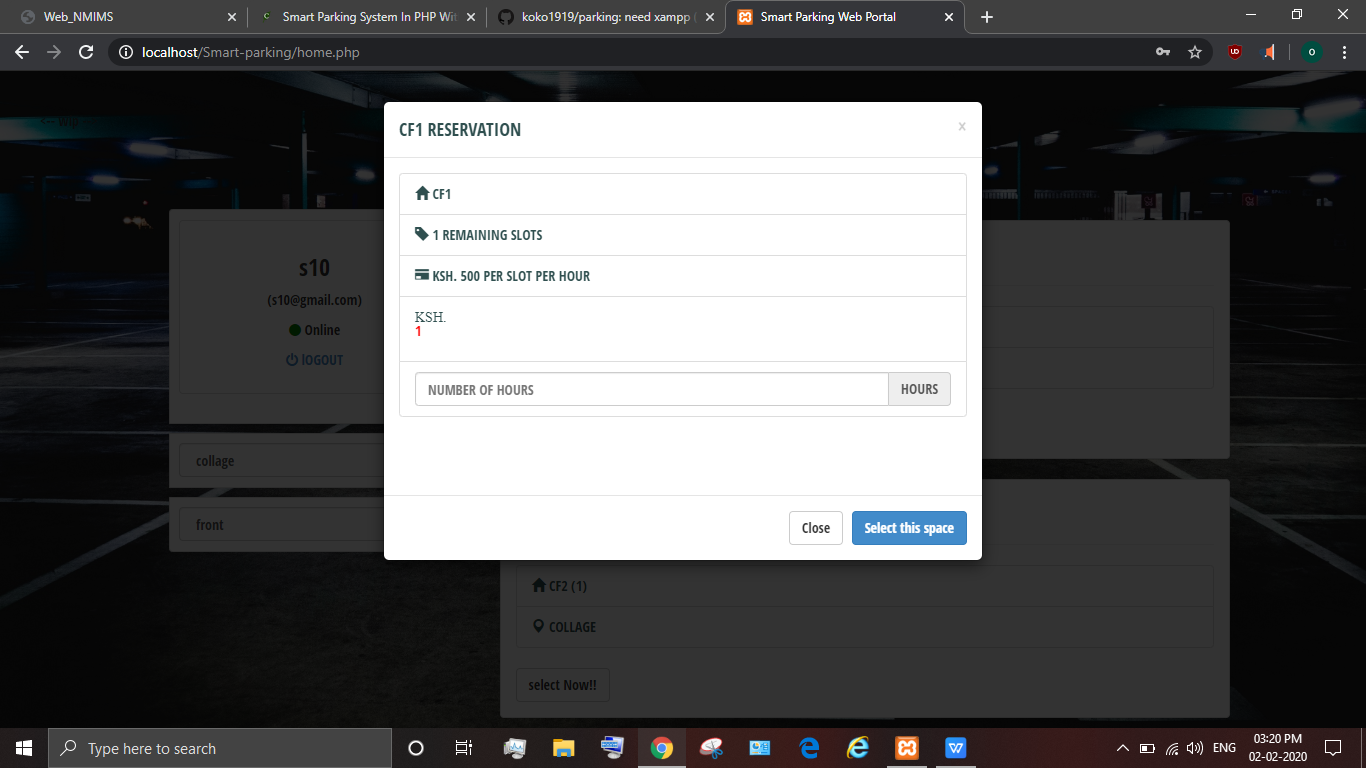 Web_NMIMS
Smart Parking System In PHP Wit
koko1919/parking: need xampp (
Smart Parking Web Portal
localhost/Smart-parking/home.php
CF1 RESERVATION
x
CF1
1 REMAINING SLOTS
KSH. 500 PER SLOT PER HOUR
KSH.
1
NUMBER OF HOURS
HOURS
Close
Select this space
s10
(s10@gmail.com)
Online
lOGOUT
collage
front
CF2 (1)
COLLAGE
select Now!!
Type here to search
ENG
03:20 PM
02-02-2020